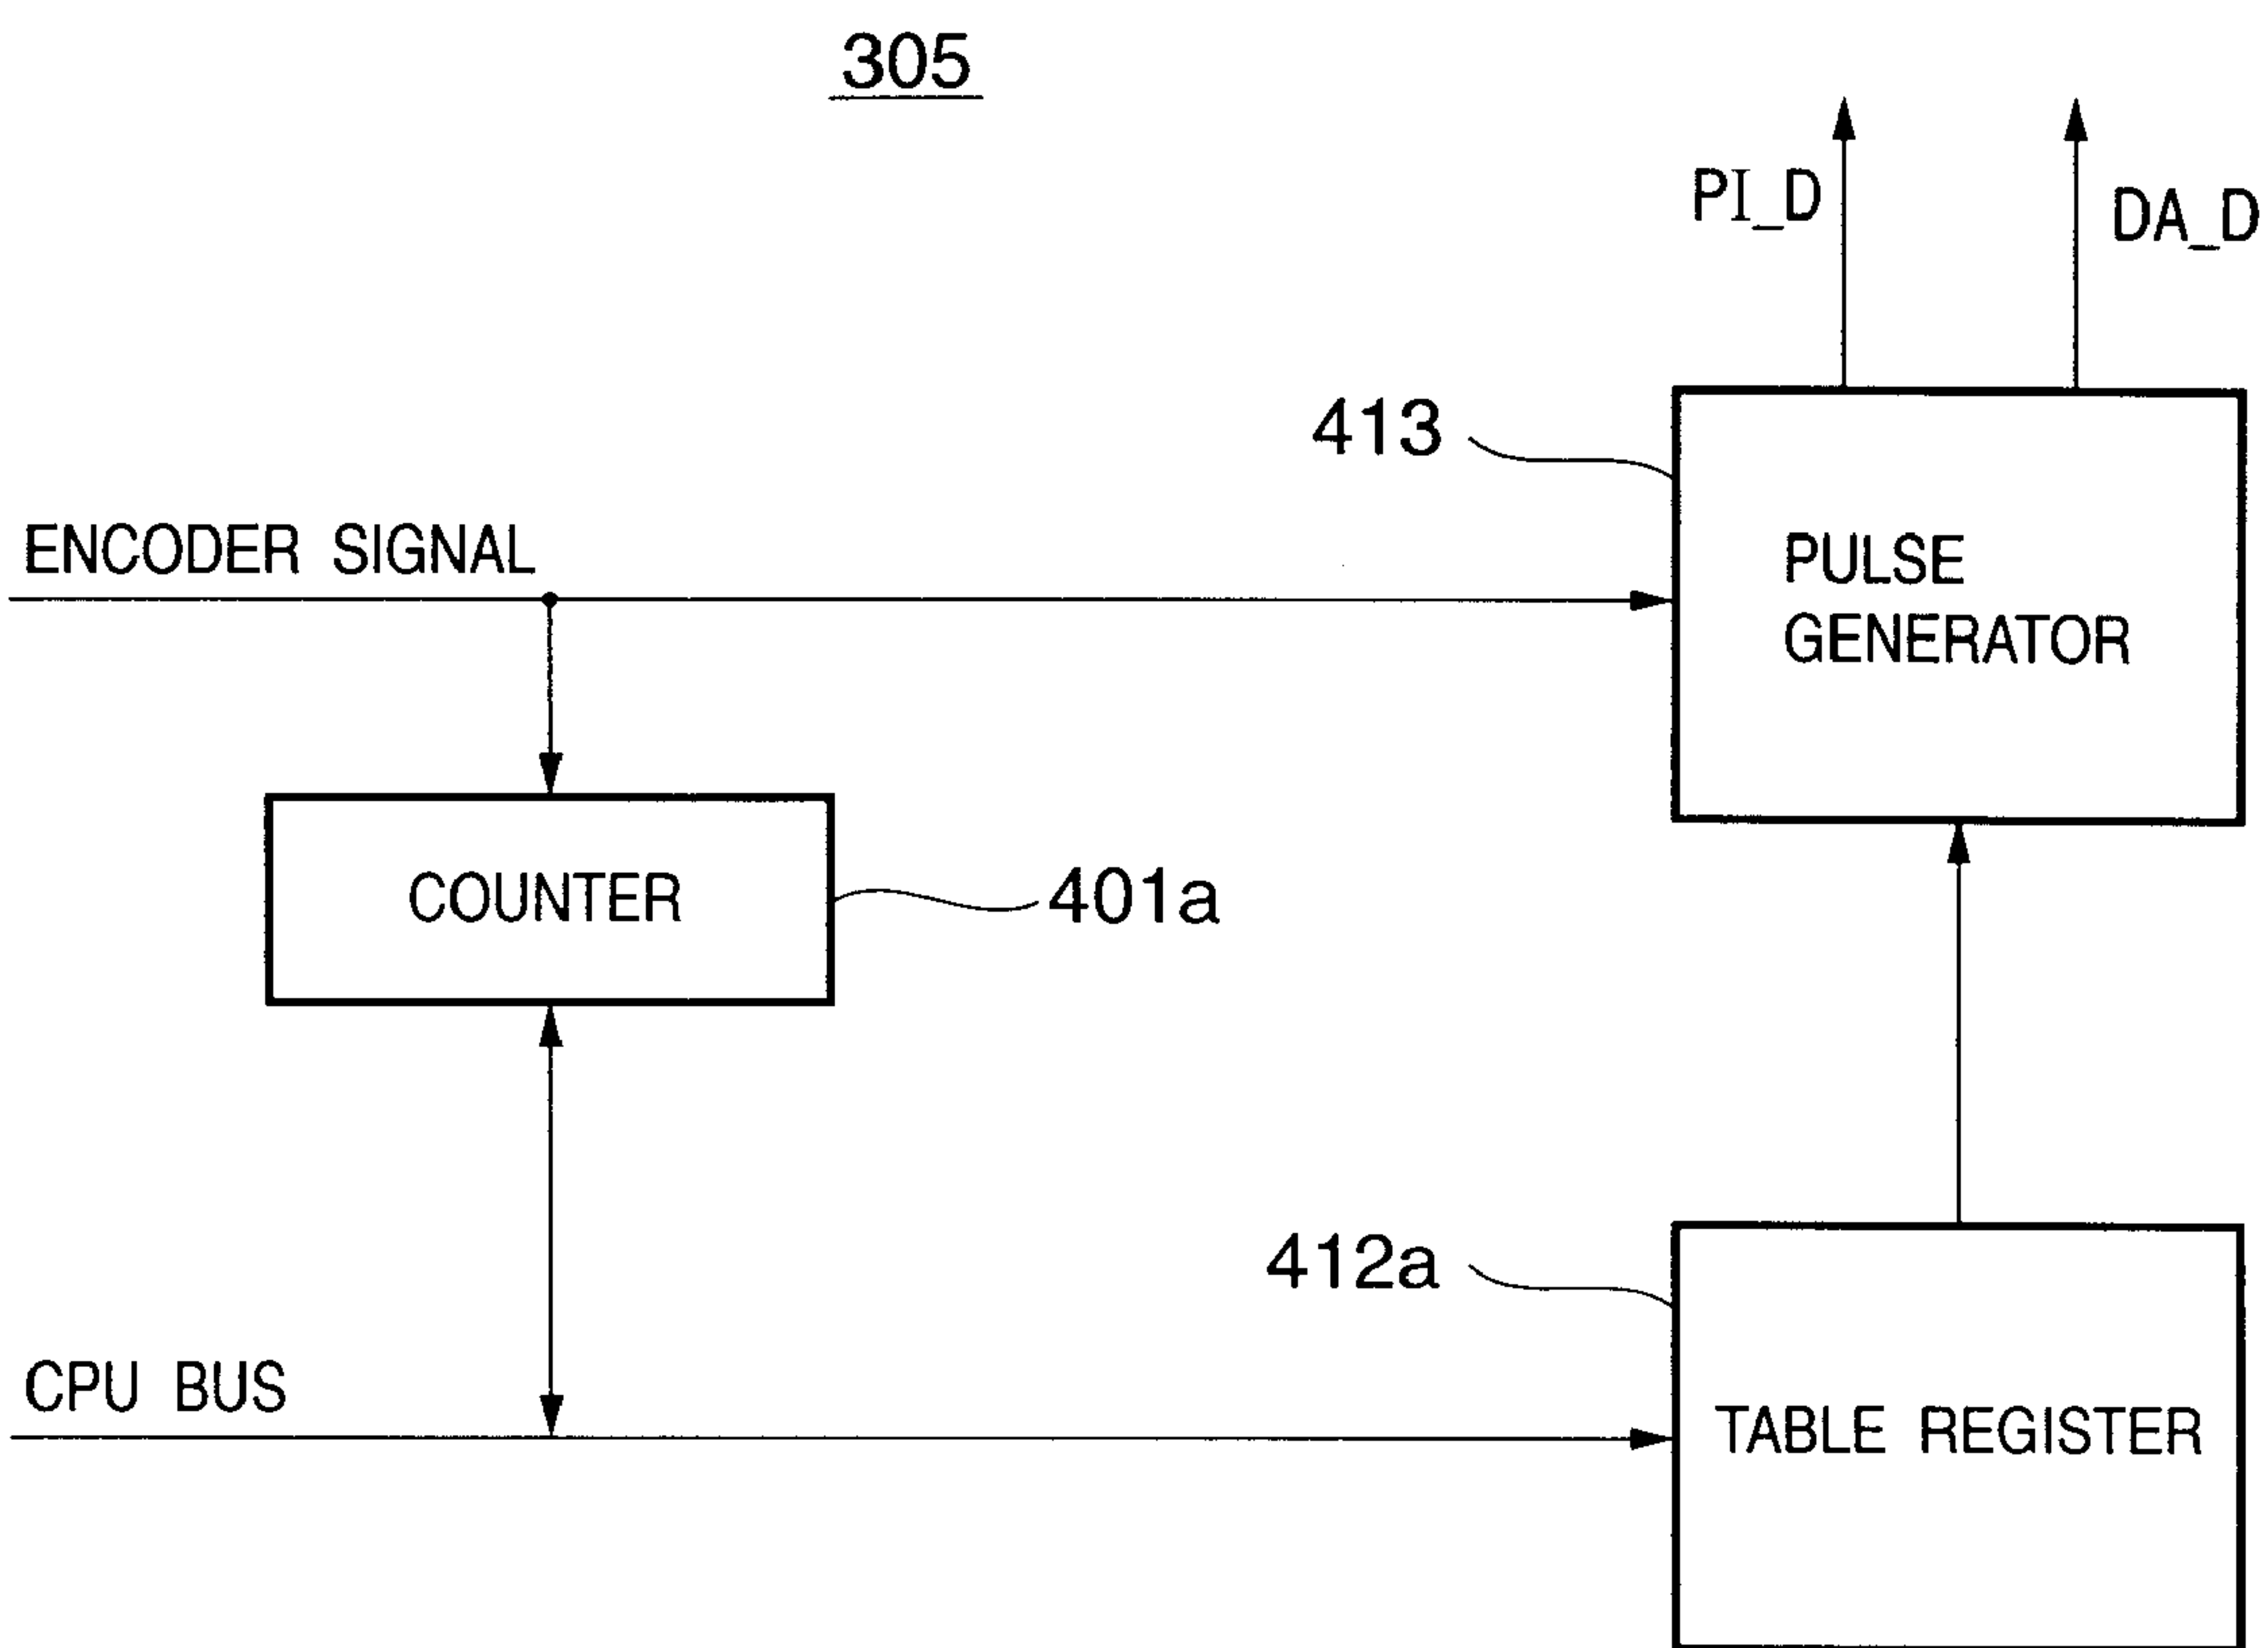 305
PI_D
DA_D
413
ENCODER SIGNAL
PULSE
GENERATOR
COUNTER
401a
412a
CPU BUS
TABLE REGISTER